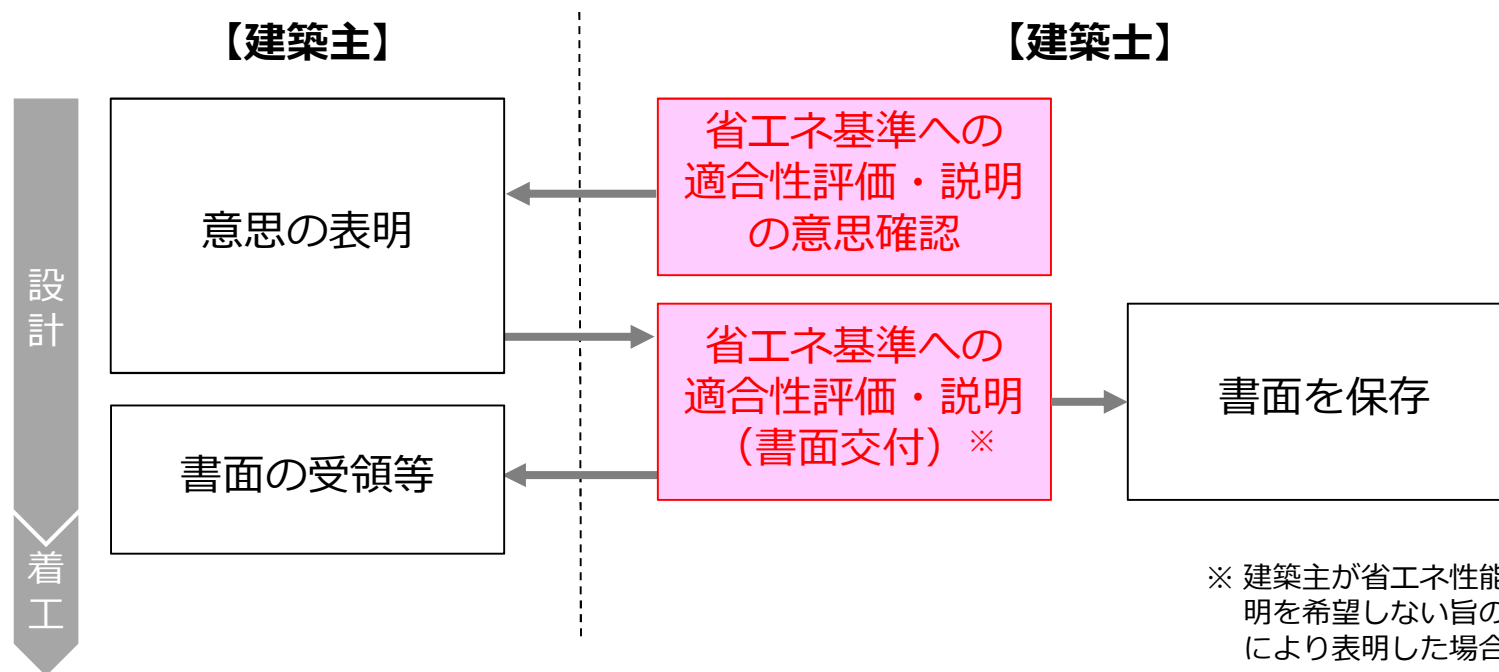 【建築主】
【建築士】
設
計
着
工
意思の表明
省エネ基準への
適合性評価・説明
の意思確認
省エネ基準への
適合性評価・説明
（書面交付）※
書面を保存
書面の受領等
※ 建築主が省エネ性能
明を希望しない旨の
により表明した場合